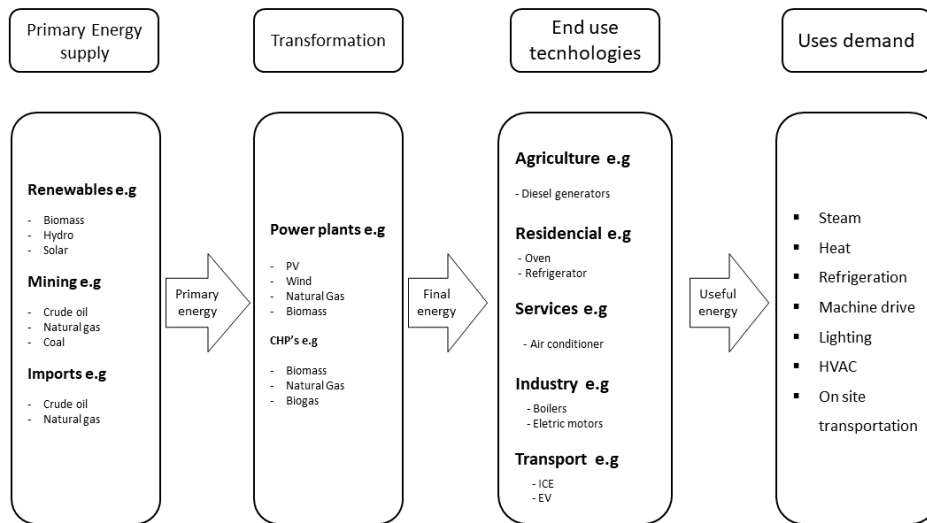 Primary Energy
supply
Transformation
End use
tecnhologies
Uses demand
Renewables e.g
- Biomass
- Hydro
- Solar
Mining e.g
- Crude oil
- Natural gas
- Coal
Imports e.g
- Crude oil
- Natural gas
Primary
energy
Power plants e.g
- PV
- Wind
- Natural Gas
- Biomass
CHP's e.g
- Biomass
- Natural Gas
- Biogas
Final
energy
Agriculture e.g
- Diesel generators
Residencial e.g
- Oven
- Refrigerator
Services e.g
- Air conditioner
Industry e.g
- Boilers
- Eletric motors
Transport e.g
- ICE
- EV
Useful
energy
▪ Steam
▪ Heat
▪ Refrigeration
▪ Machine drive
▪ Lighting
▪ HVAC
▪ On site
transportation